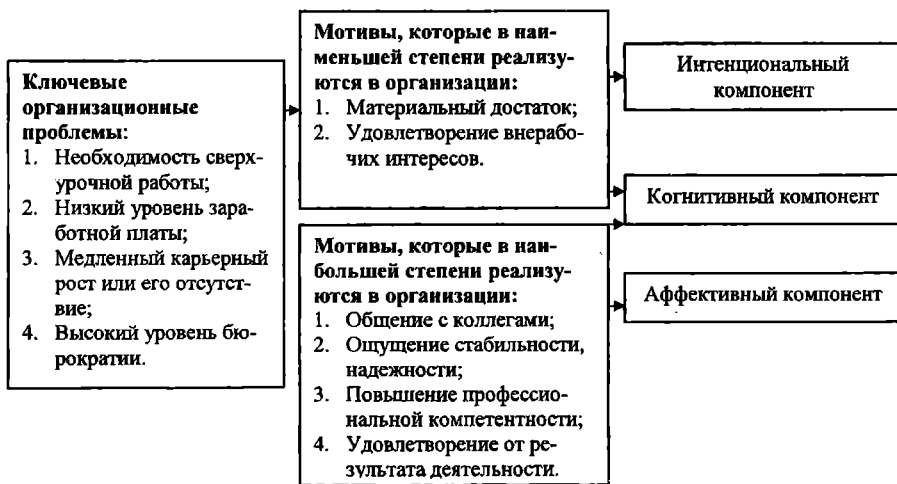 Ключевые
организационные
проблемы:
1. Необходимость сверх-
урочной работы;
2. Низкий уровень зара-
ботной платы;
3. Медленный карьерный
рост или его отсутст-
вие;
4. Высокий уровень бю-
рократии.
Мотивы, которые в наи-
меньшей степени реализу-
ются в организации:
1. Материальный достаток;
2. Удовлетворение внерабо-
чих интересов.
Мотивы, которые в наи-
большей степени реализу-
ются в организации:
1. Общение с коллегами;
2. Ощущение стабильности,
надежности;
3. Повышение профессио-
нальной компетентности;
4. Удовлетворение от ре-
зультата деятельности.
Интенциональный
компонент
Когнитивный компонент
Аффективный компонент